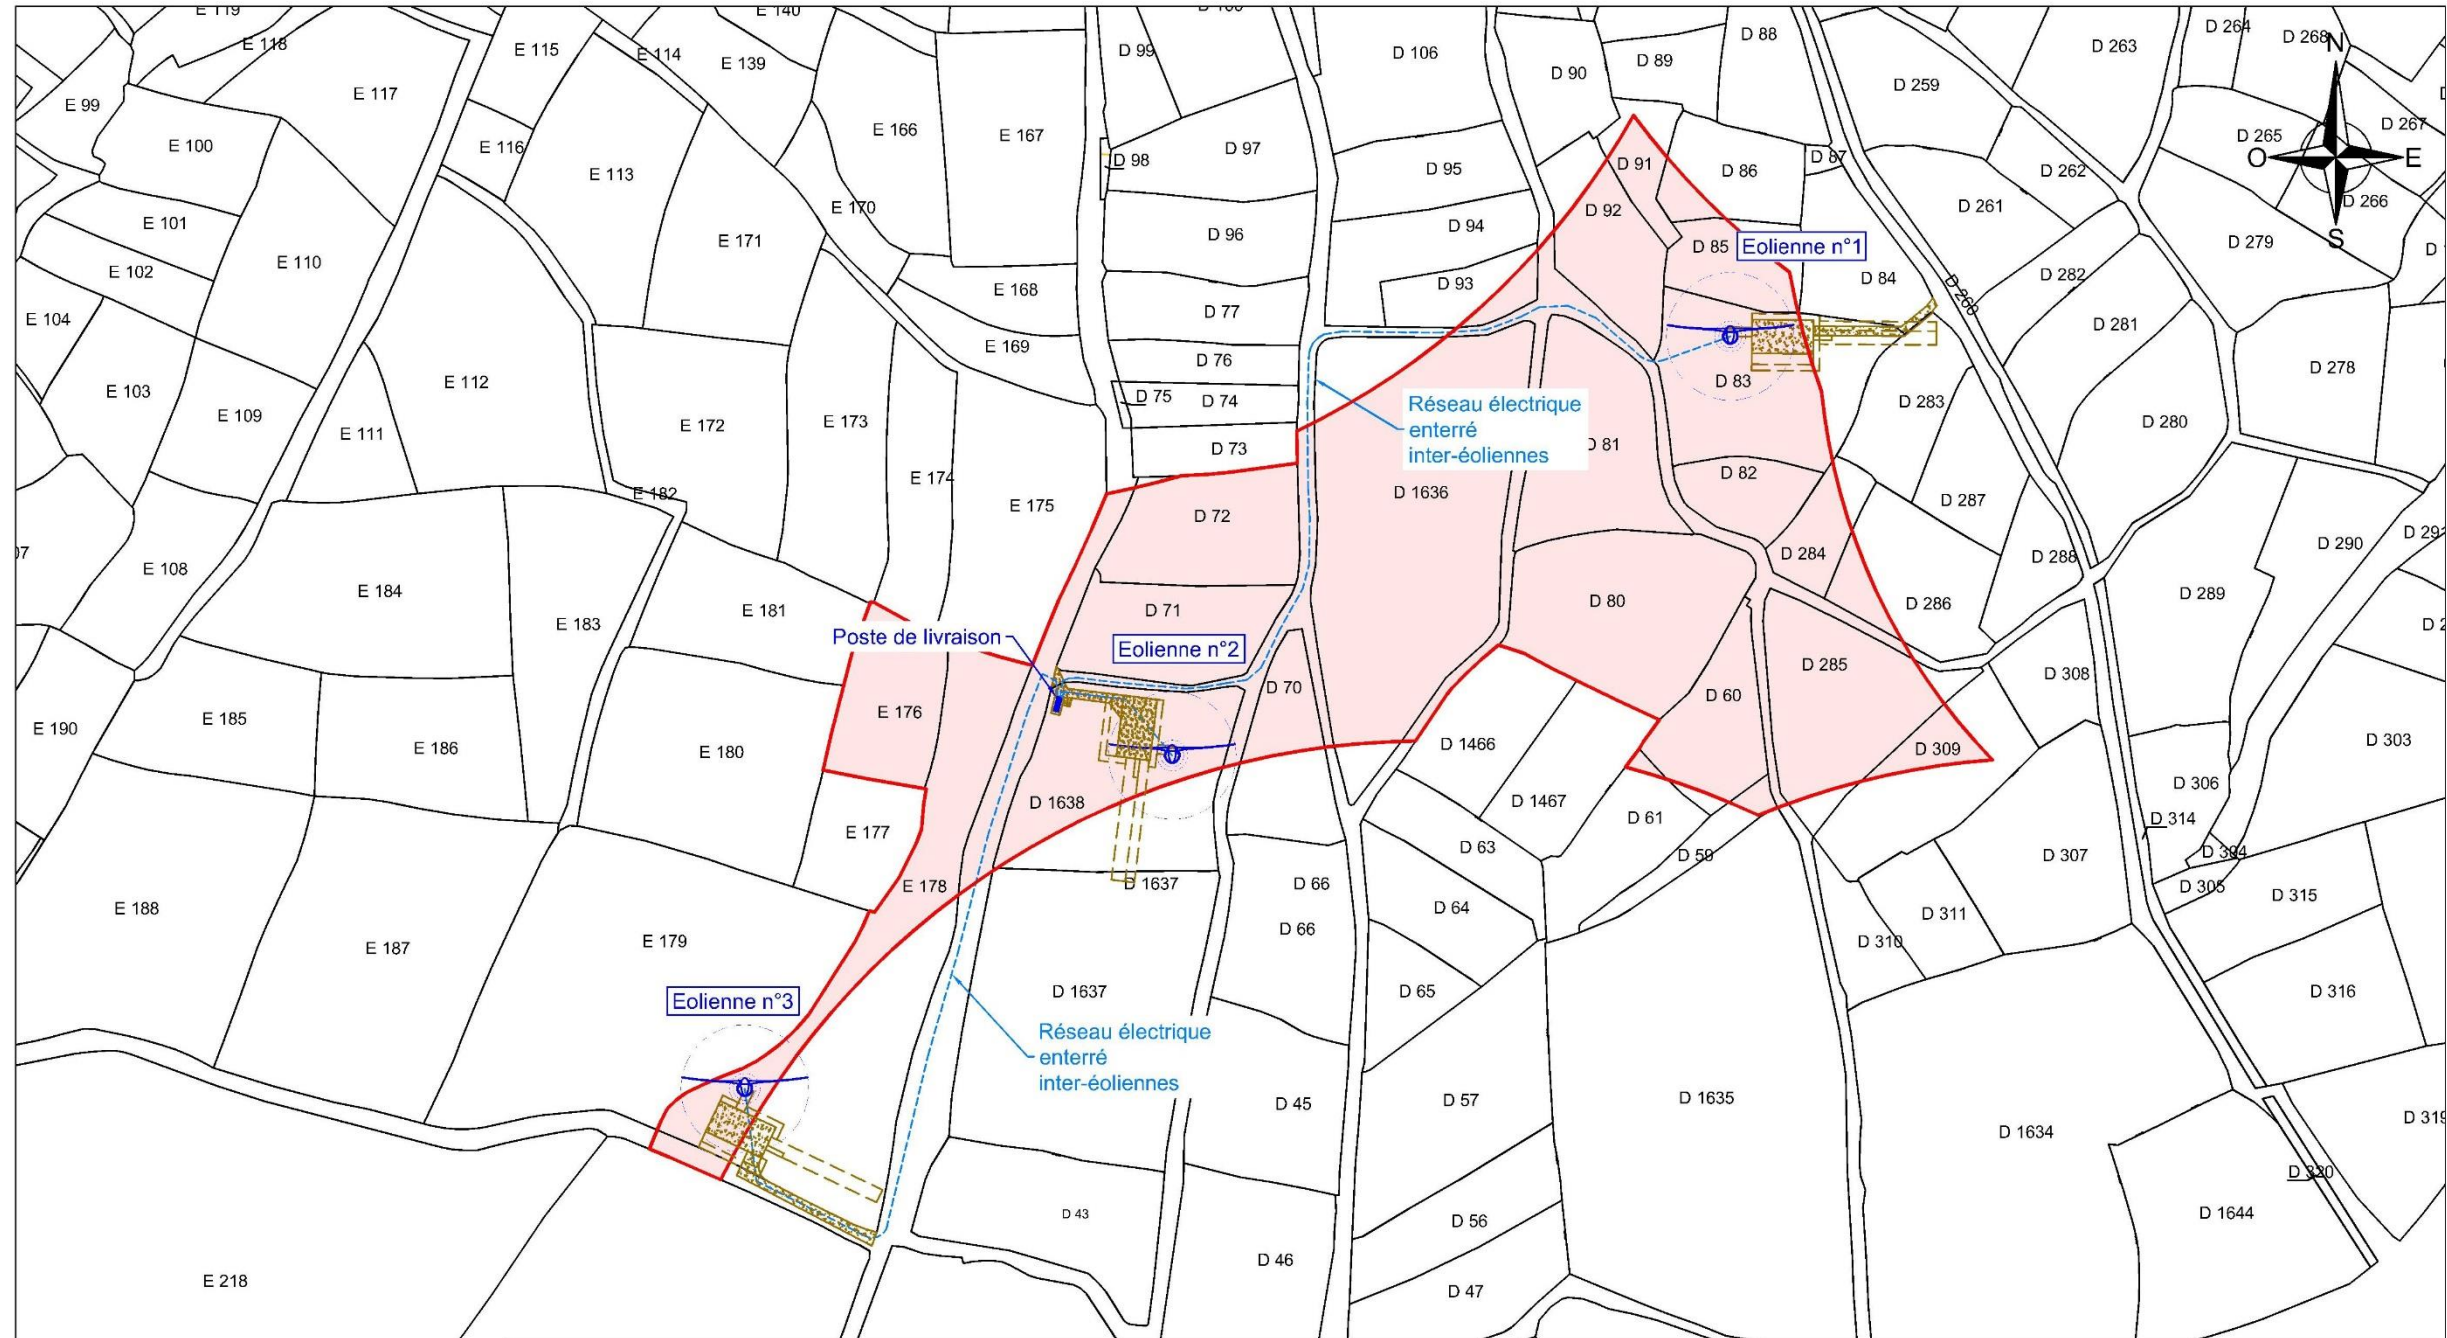 E 119
E 118
E 117
E 115
E 114
E 140
E 139
E 99
E 100
E 116
E 113
E 166
E 167
D 99
D 98
D 97
D 106
D 95
D 94
D 93
D 90
D 89
D 88
D 91
D 92
D 86
D 87
D 85
D 84
D 259
D 263
D 264
D 268
D 265
D 267
D 262
D 261
D 266
D 279
D 282
D 260
D 281
D 278
D 280
N
O
E
S
E 101
E 102
E 110
E 104
E 103
E 109
E 111
E 112
E 170
E 171
E 168
E 169
D 96
D 77
D 76
D 75
D 74
D 73
Eolienne n°1
Réseau électrique
enterré
inter-éoliennes
E 172
E 173
E 174
E 175
E 182
D 72
D 1636
D 81
D 83
D 82
D 283
D 287
D 284
D 286
D 288
D 289
D 290
E 108
E 184
E 183
E 181
D 71
D 80
Poste de livraison
Eolienne n°2
D 70
D 60
D 285
D 308
D 309
D 303
E 190
E 185
E 186
E 180
E 176
E 177
E 178
D 1638
D 1637
D 1466
D 1467
D 61
D 63
D 59
D 306
D 314
D 304
D 305
D 307
D 315
E 188
E 187
E 179
D 66
D 66
D 64
D 65
D 311
D 310
D 316
Eolienne n°3
D 1637
Réseau électrique
enterré
inter-éoliennes
D 45
D 57
D 1635
D 1634
D 319
D 320
D 43
D 56
D 1644
E 218
D 46
D 47